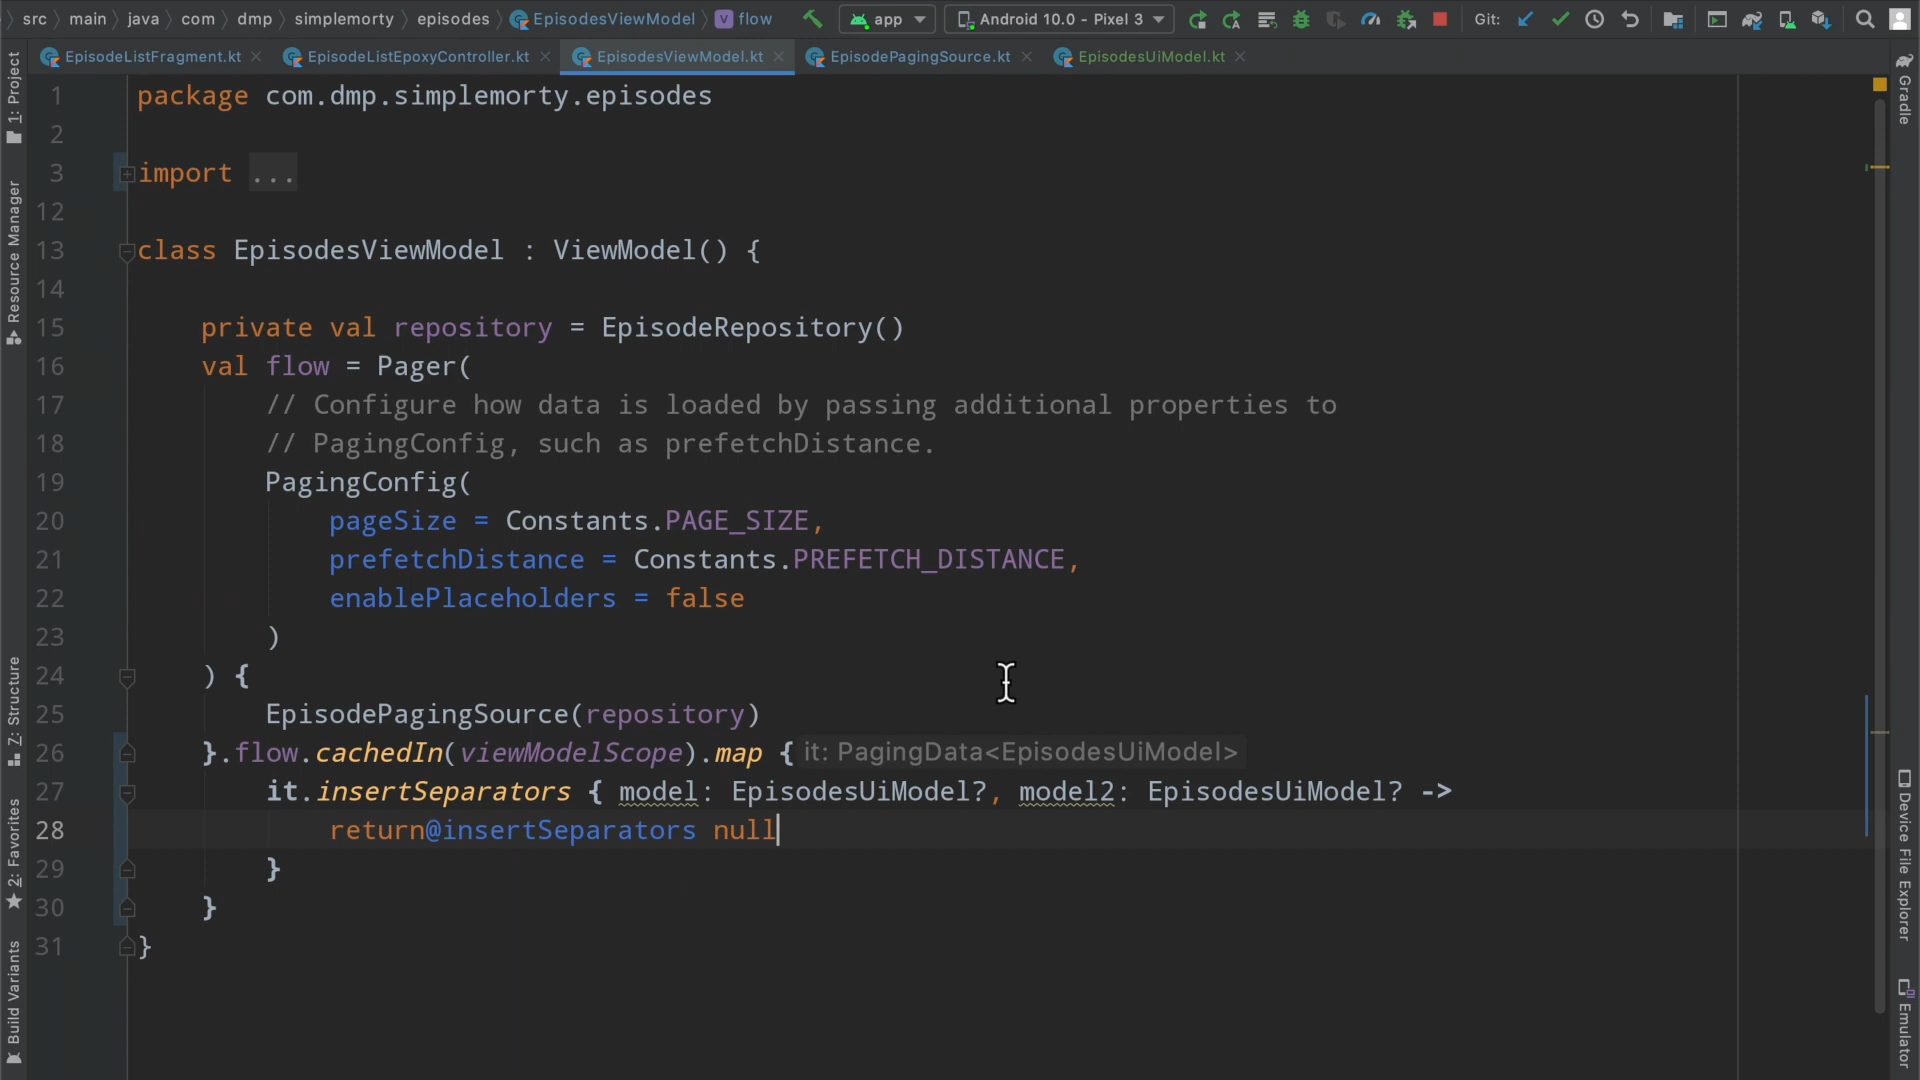 src main java com dmp simplemorty episodes EpisodesViewModel flow app Android 10.0 - Pixel 3 Git:
EpisodeListFragment.kt EpisodeListEpoxyController.kt EpisodesViewModel.kt EpisodePagingSource.kt EpisodesUiModel.kt
1: Project
Resource Manager
Z: Structure
2: Favorites
Build Variants
1 package com.dmp.simplemorty.episodes
2
3 import ...
12
13 class EpisodesViewModel : ViewModel() {
14
15 private val repository = EpisodeRepository()
16 val flow = Pager(
17 // Configure how data is loaded by passing additional properties to
18 // PagingConfig, such as prefetchDistance.
19 PagingConfig(
20 pageSize = Constants.PAGE_SIZE,
21 prefetchDistance = Constants.PREFETCH_DISTANCE,
22 enablePlaceholders = false
23 )
24 ) {
25 EpisodePagingSource(repository)
26 }.flow.cachedIn(viewModelScope).map { it: PagingData<EpisodesUiModel>
27 it.insertSeparators { model: EpisodesUiModel?, model2: EpisodesUiModel? ->
28 return@insertSeparators null
29 }
30 }
31 }
Gradle
Device File Explorer
Emulator